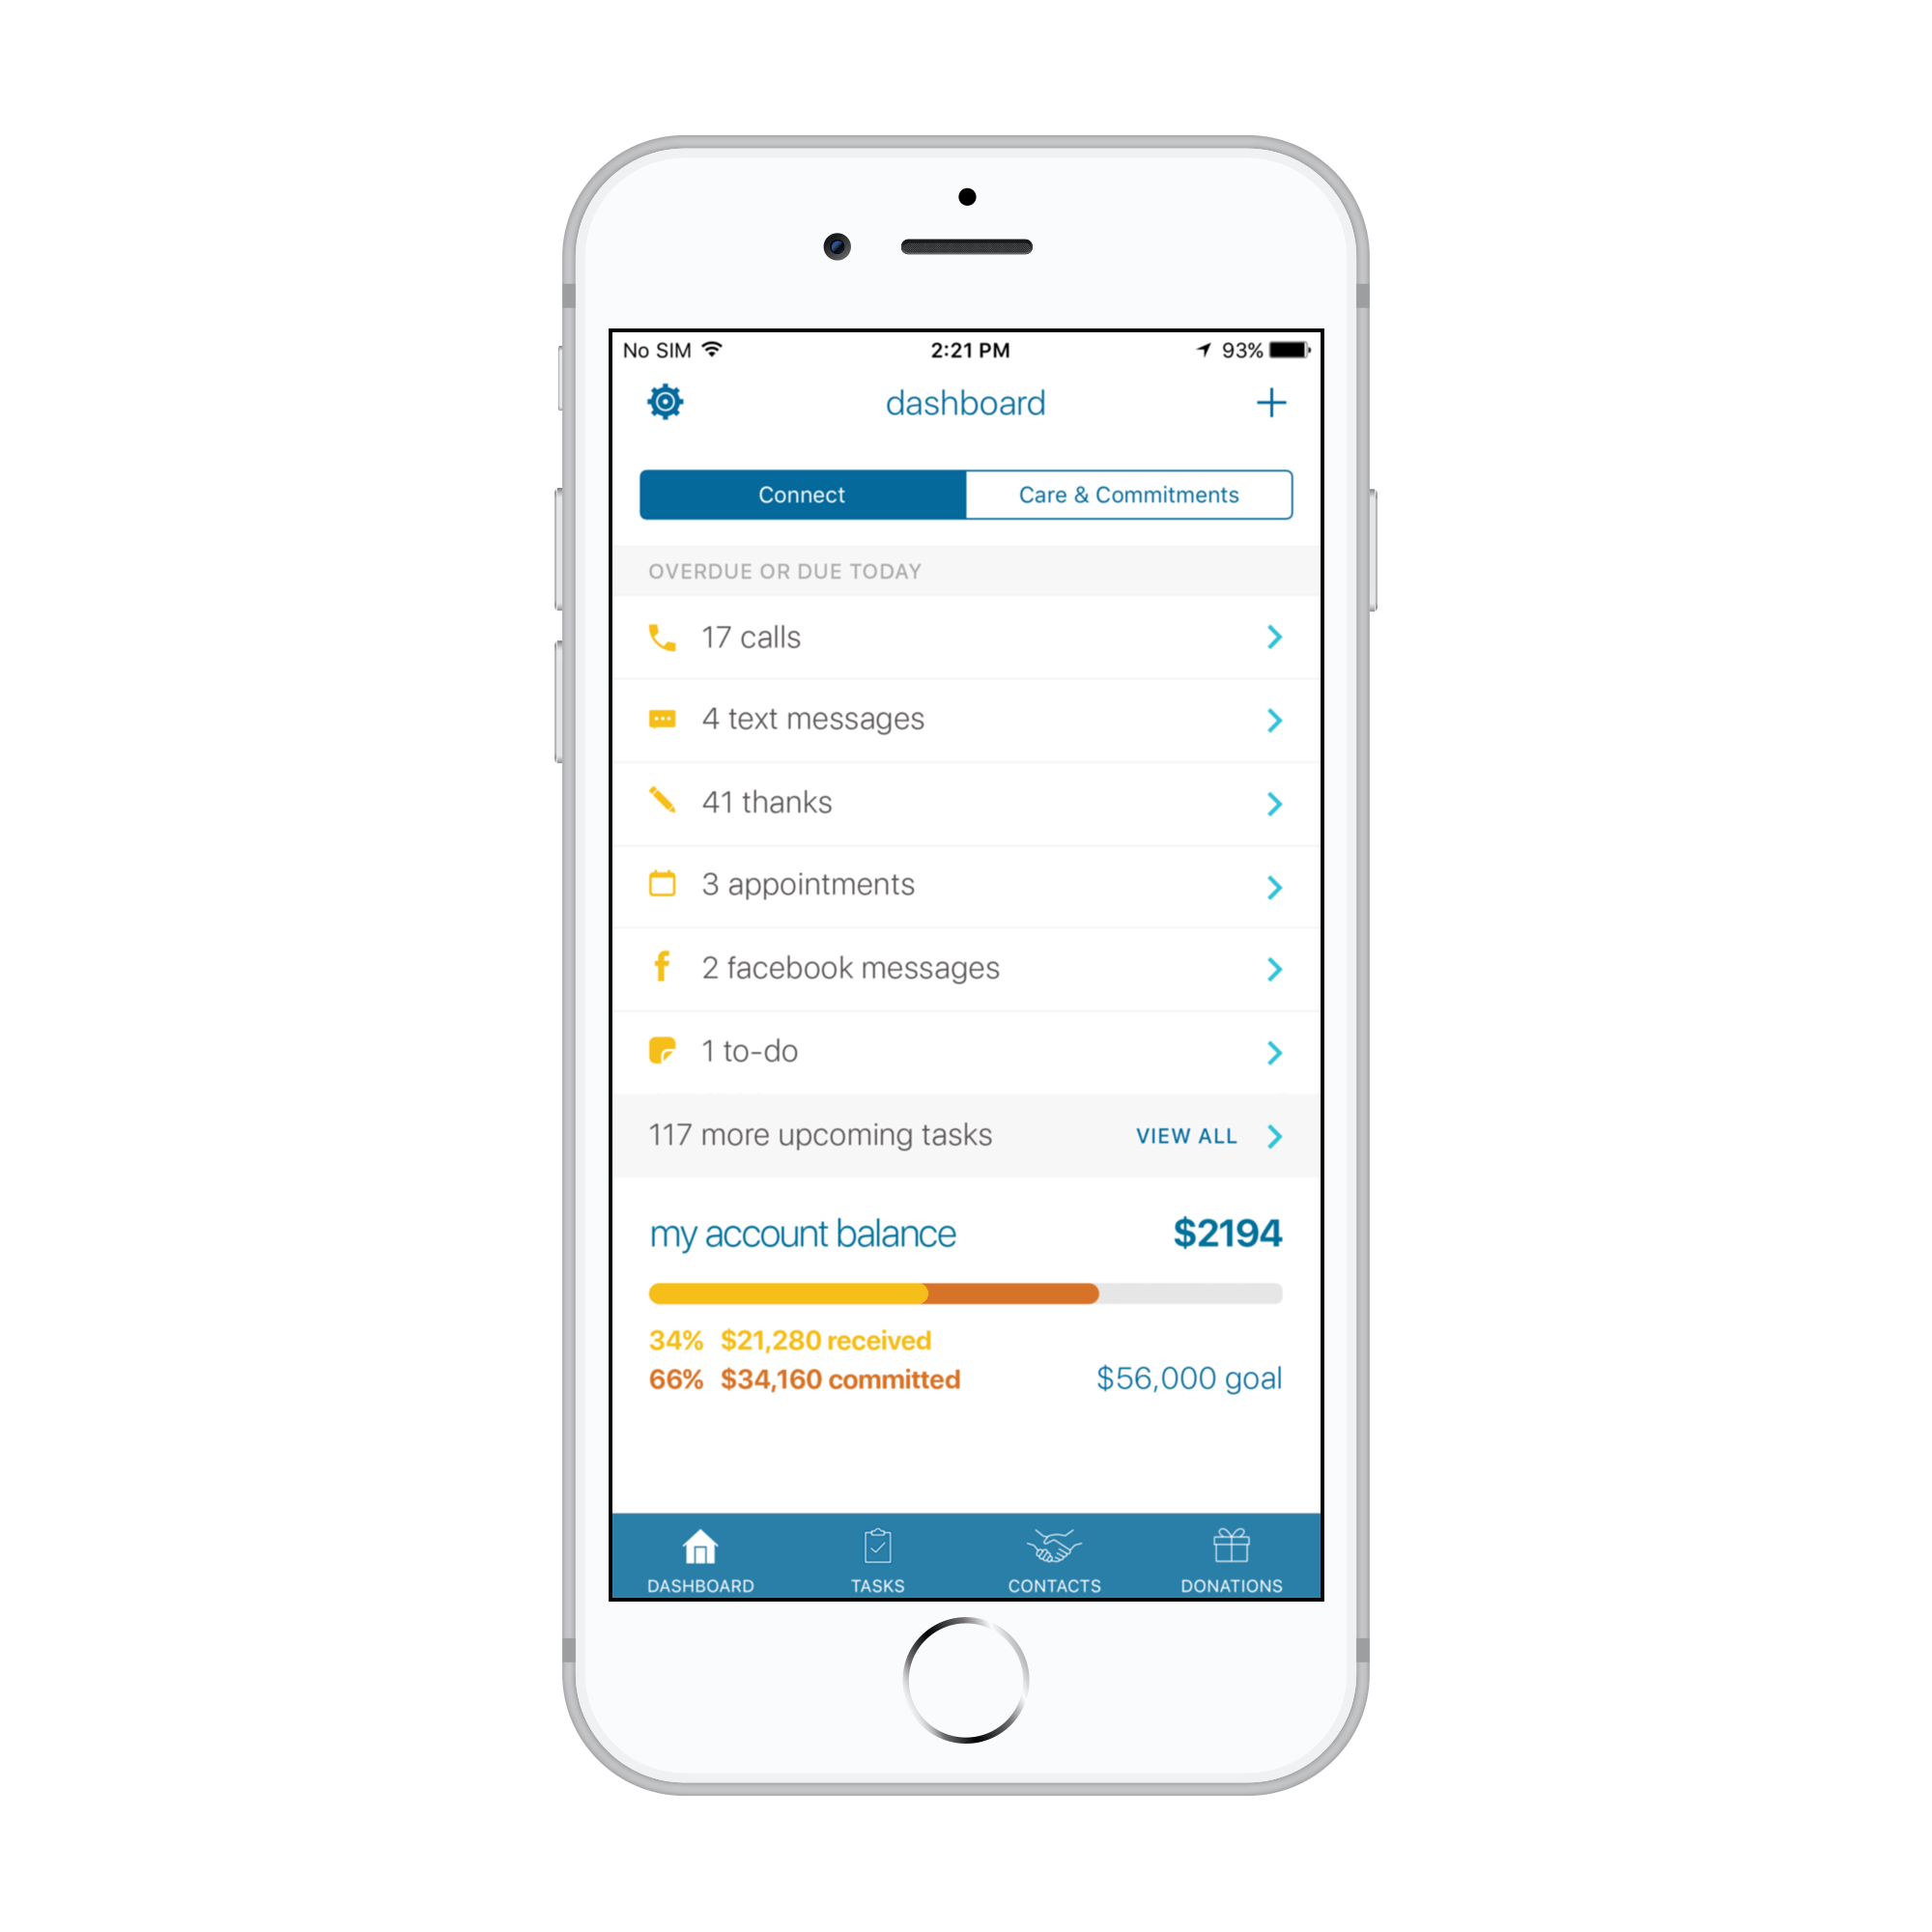 No SIM 2:21 PM 93%
dashboard
Connect Care & Commitments
OVERDUE OR DUE TODAY
17 calls
4 text messages
41 thanks
3 appointments
2 facebook messages
1 to-do
117 more upcoming tasks VIEW ALL
my account balance $2194
34% $21,280 received
66% $34,160 committed $56,000 goal
DASHBOARD TASKS CONTACTS DONATIONS